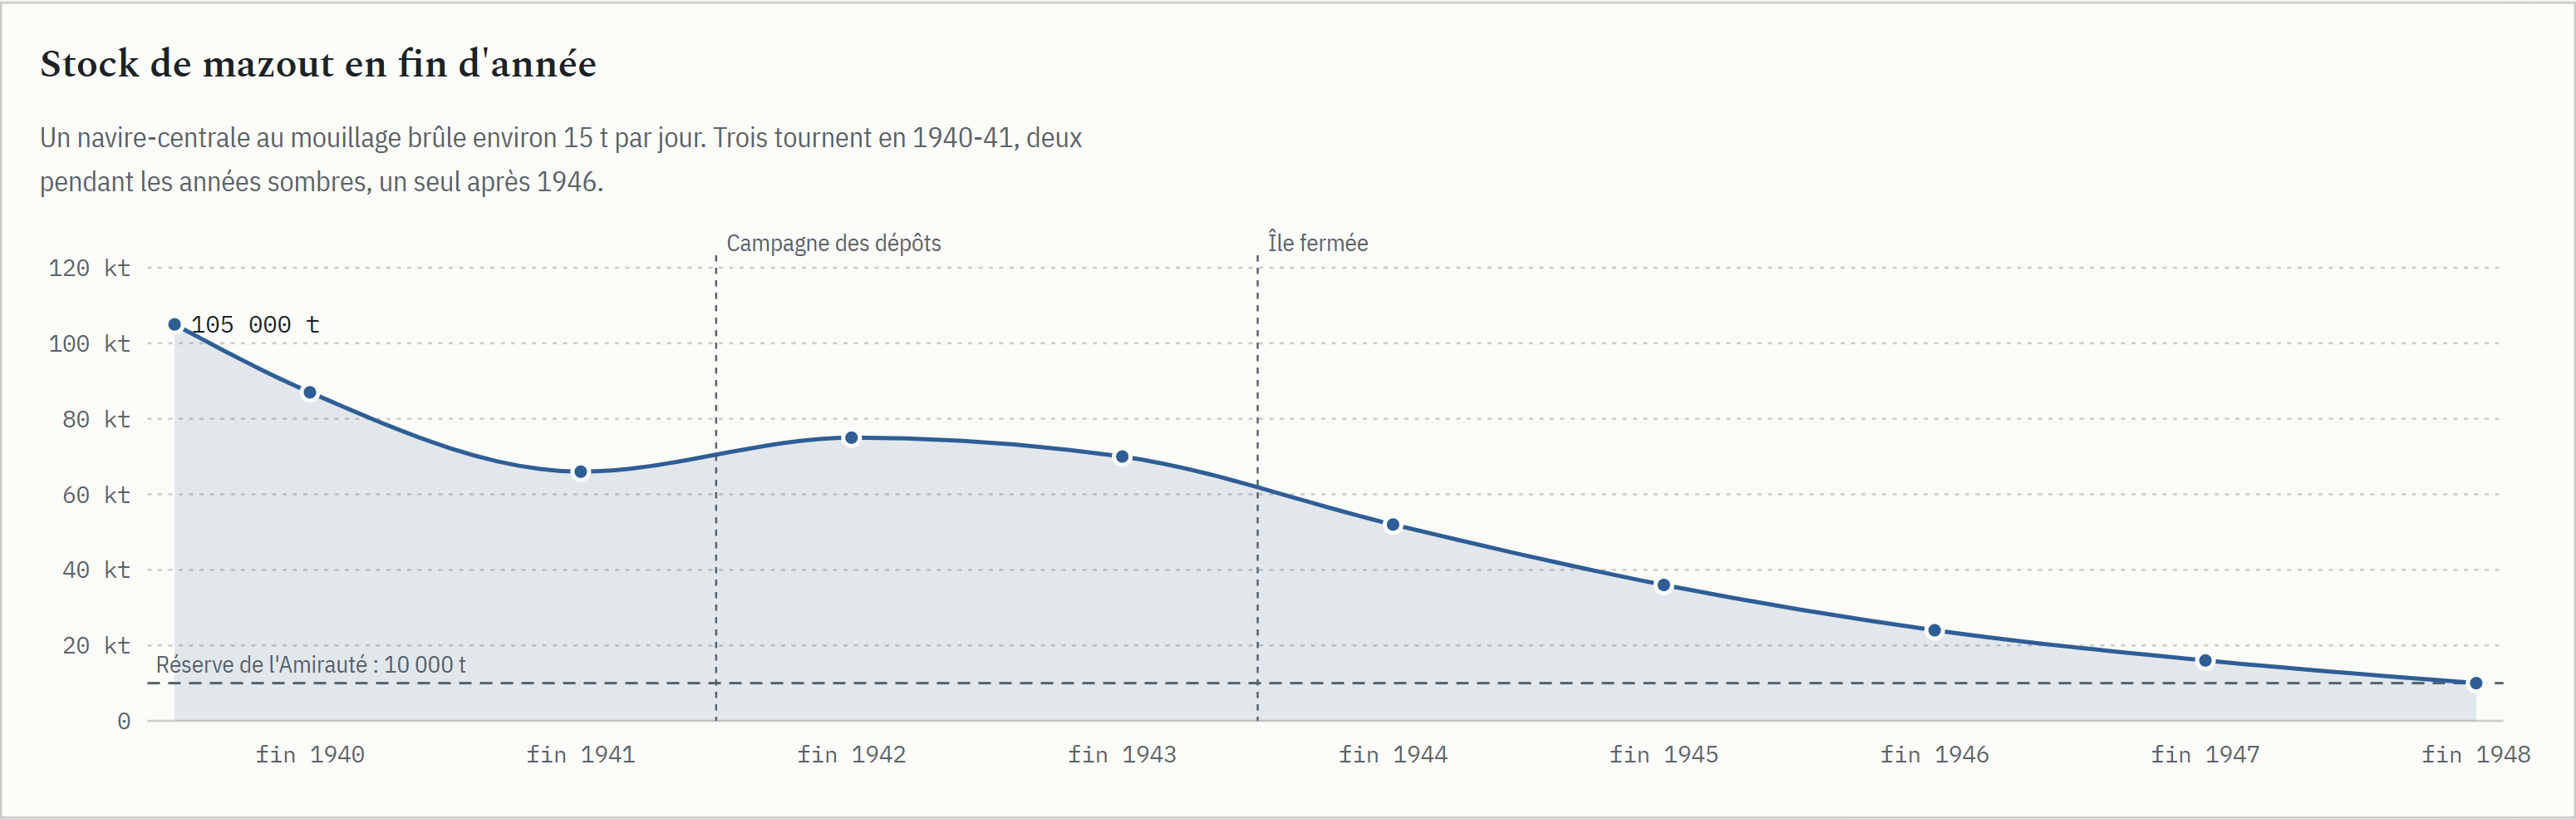 Stock de mazout en fin d'année
Un navire-centrale au mouillage brûle environ 15 t par jour. Trois tournent en 1940-41, deux
pendant les années sombres, un seul après 1946.
Campagne des dépôts
Île fermée
120 kt
105 000 t
100 kt
80 kt
60 kt
40 kt
20 kt
Réserve de l'Amirauté : 10 000 t
0
fin 1940
fin 1941
fin 1942
fin 1943
fin 1944
fin 1945
fin 1946
fin 1947
fin 1948